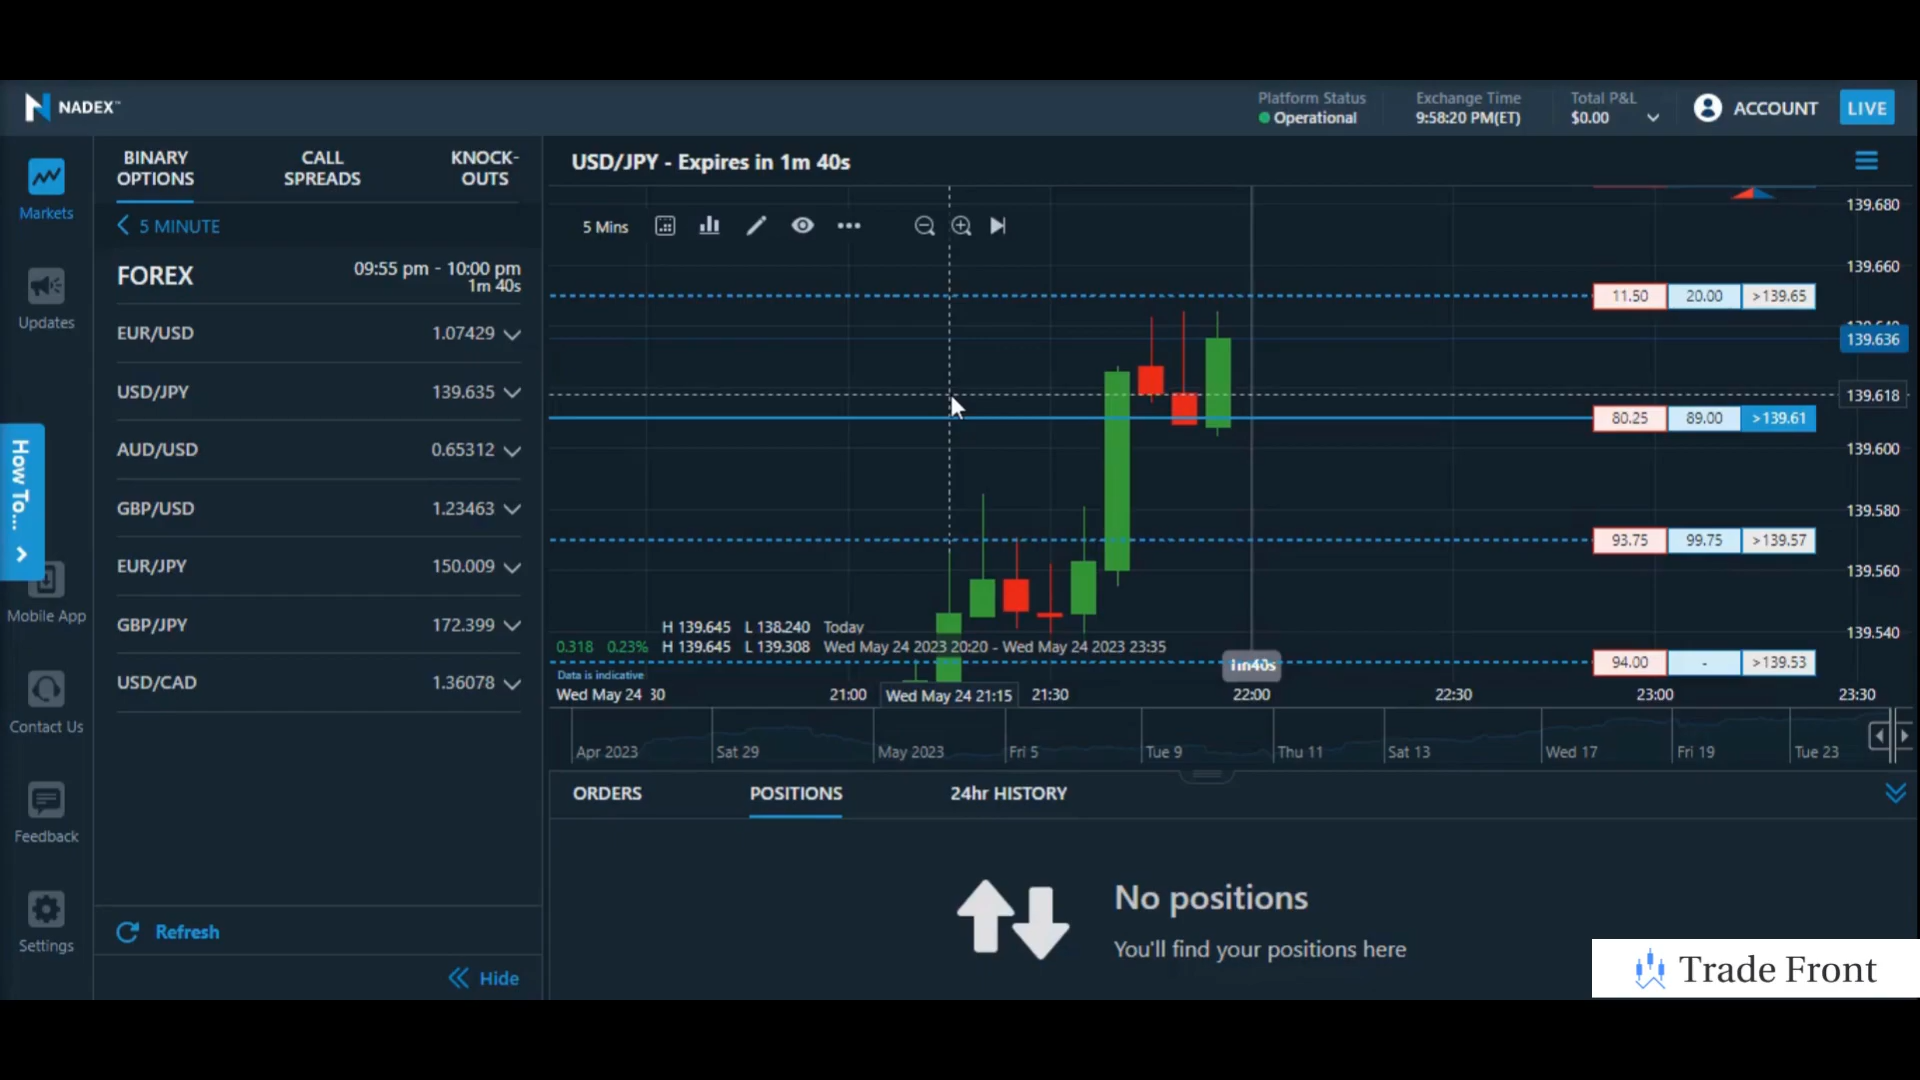 NADEX™
Platform Status
Operational
Exchange Time
9:58:20 PM(ET)
Total P&L
$0.00
ACCOUNT
LIVE
Markets
Updates
How To...
Mobile App
Contact Us
Feedback
Settings
BINARY
OPTIONS
CALL
SPREADS
KNOCK-
OUTS
5 MINUTE
FOREX
09:55 pm - 10:00 pm
1m 40s
EUR/USD 1.07429
USD/JPY 139.635
AUD/USD 0.65312
GBP/USD 1.23463
EUR/JPY 150.009
GBP/JPY 172.399
USD/CAD 1.36078
Refresh
Hide
USD/JPY - Expires in 1m 40s
5 Mins
139.680
139.660
11.50 20.00 >139.65
139.636
139.618
80.25 89.00 >139.61
139.600
139.580
93.75 99.75 >139.57
139.560
139.540
94.00 - >139.53
H 139.645 L 138.240 Today
0.318 0.23% H 139.645 L 139.308 Wed May 24 2023 20:20 - Wed May 24 2023 23:35
1m40s
Data is indicative
Wed May 24 30 21:00 Wed May 24 21:15 21:30 22:00 22:30 23:00 23:30
Apr 2023 Sat 29 May 2023 Fri 5 Tue 9 Thu 11 Sat 13 Wed 17 Fri 19 Tue 23
ORDERS POSITIONS 24hr HISTORY
No positions
You'll find your positions here
Trade Front